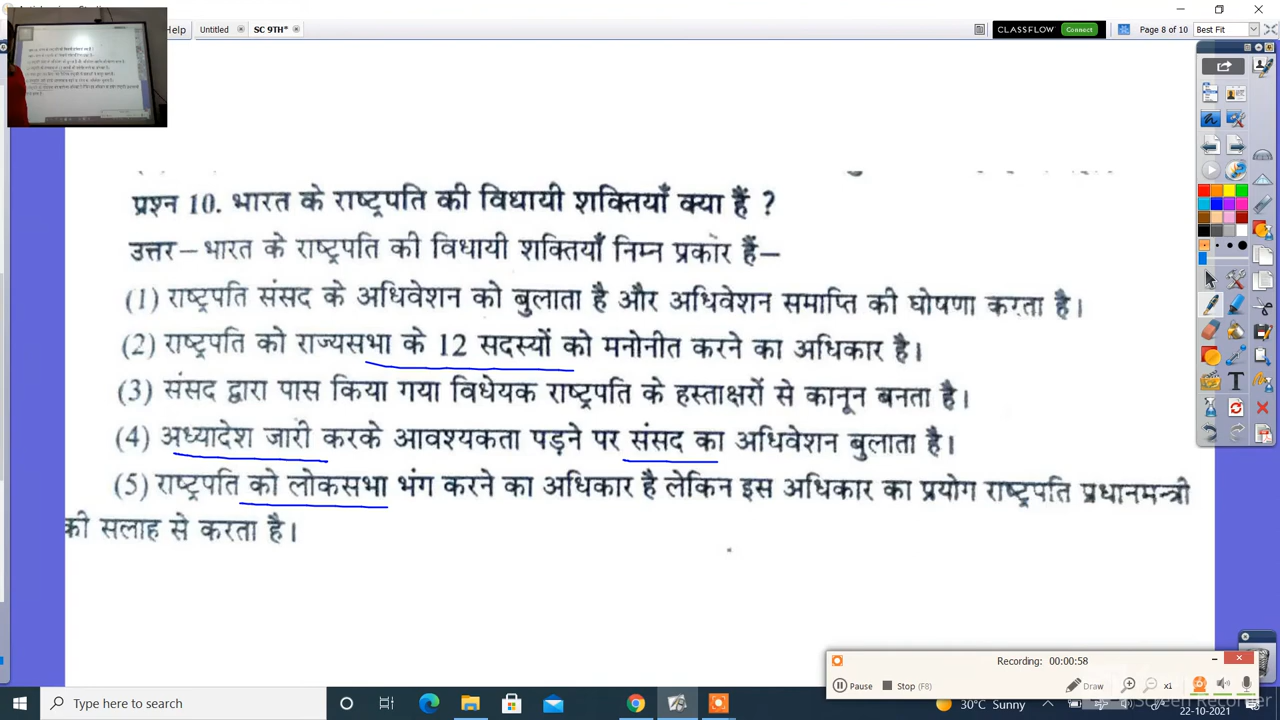 Help
Untitled
SC 9TH*
CLASSFLOW
Connect
Page 8 of 10
Best Fit
प्रश्न 10. भारत के राष्ट्रपति की विधायी शक्तियाँ क्या हैं ?
उत्तर – भारत के राष्ट्रपति की विधायी शक्तियाँ निम्न प्रकार हैं–
(1) राष्ट्रपति संसद के अधिवेशन को बुलाता है और अधिवेशन समाप्ति की घोषणा करता है।
(2) राष्ट्रपति को राज्यसभा के 12 सदस्यों को मनोनीत करने का अधिकार है।
(3) संसद द्वारा पास किया गया विधेयक राष्ट्रपति के हस्ताक्षरों से कानून बनता है।
(4) अध्यादेश जारी करके आवश्यकता पड़ने पर संसद का अधिवेशन बुलाता है।
(5) राष्ट्रपति को लोकसभा भंग करने का अधिकार है लेकिन इस अधिकार का प्रयोग राष्ट्रपति प्रधानमन्त्री
की सलाह से करता है।
Recording: 00:00:58
Pause
Stop (F8)
Draw
x1
Screen Recorder
Type here to search
30°C Sunny
22-10-2021